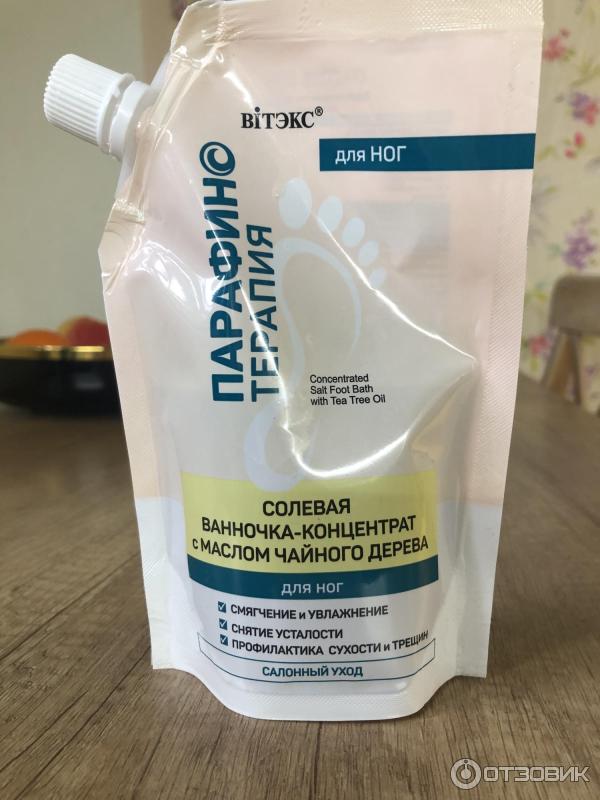 ВІТЭКС®
для НОГ
ПАРАФИНО
ТЕРАПИЯ
Concentrated
Salt Foot Bath
with Tea Tree Oil
СОЛЕВАЯ
ВАННОЧКА-КОНЦЕНТРАТ
с МАСЛОМ ЧАЙНОГО ДЕРЕВА
для НОГ
СМЯГЧЕНИЕ и УВЛАЖНЕНИЕ
СНЯТИЕ УСТАЛОСТИ
ПРОФИЛАКТИКА СУХОСТИ и ТРЕЩИН
САЛОННЫЙ УХОД
ОТЗОВИК